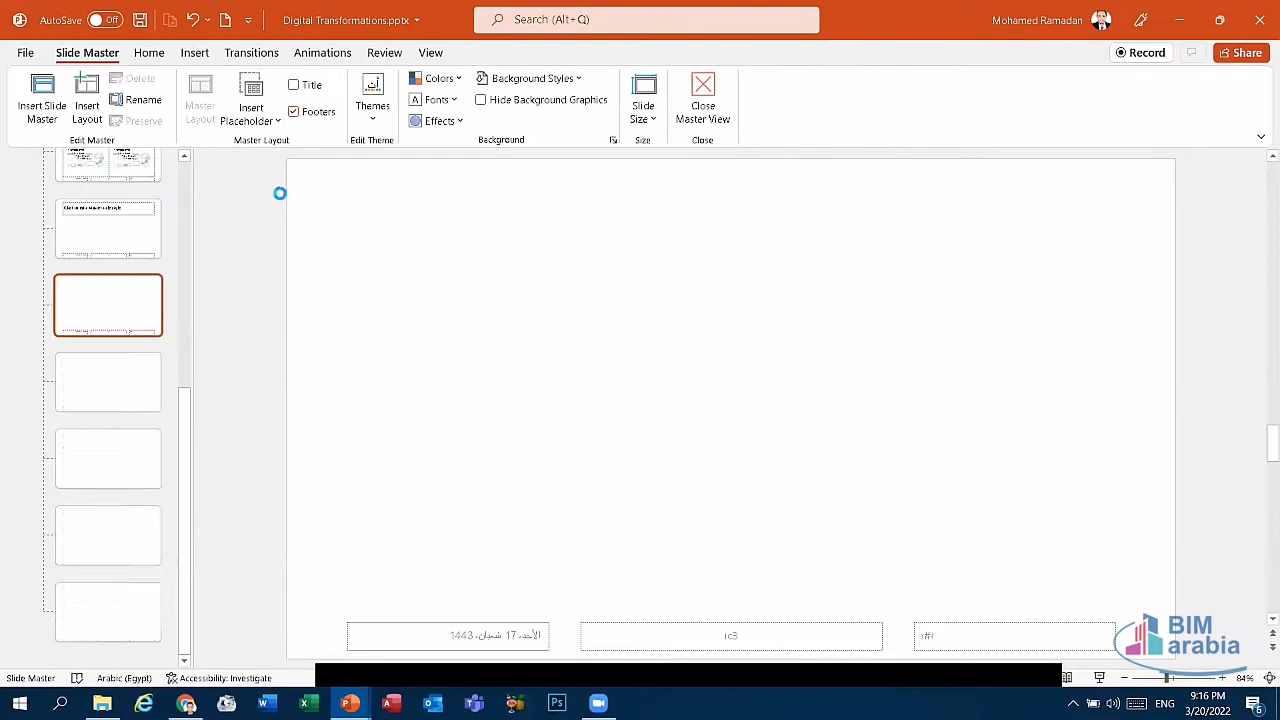 AutoSave Off
Digital Transformations.pptx
Search (Alt+Q)
Mohamed Ramadan
File Slide Master Home Insert Transitions Animations Review View
Record
Share
Insert Slide Master
Insert Layout
Delete
Rename
Preserve
Edit Master
Master Layout
Insert Placeholder
Title
Footers
Master Layout
Themes
Edit Theme
Colors
Fonts
Effects
Background Styles
Hide Background Graphics
Background
Slide Size
Size
Close Master View
Close
الأحد، 17 شعبان، 1443
ic3
‹#›
BIM
arabia
Slide Master
Arabic (Egypt)
Accessibility: Investigate
84%
ENG
9:16 PM
3/20/2022
6